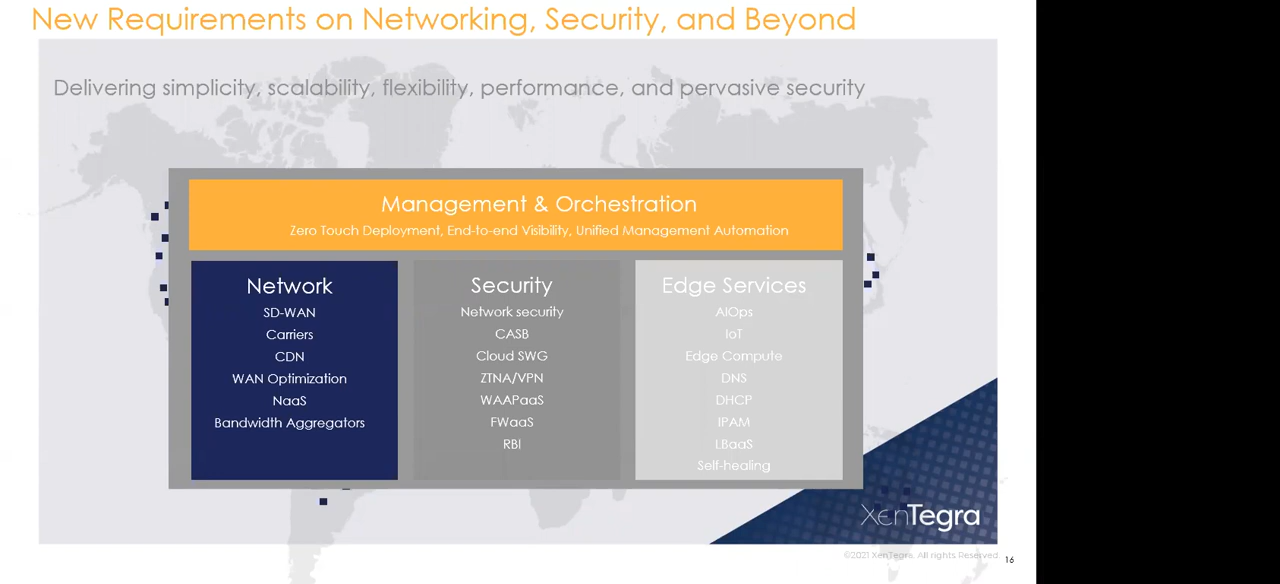 New Requirements on Networking, Security, and Beyond
Delivering simplicity, scalability, flexibility, performance, and pervasive security
Management & Orchestration
Zero Touch Deployment, End-to-end Visibility, Unified Management Automation
Network
SD-WAN
Carriers
CDN
WAN Optimization
NaaS
Bandwidth Aggregators
Security
Network security
CASB
Cloud SWG
ZTNA/VPN
WAAPaaS
FWaaS
RBI
Edge Services
AIOps
IoT
Edge Compute
DNS
DHCP
IPAM
LBaaS
Self-healing
XenTegra
©2021 XenTegra. All rights Reserved.
16